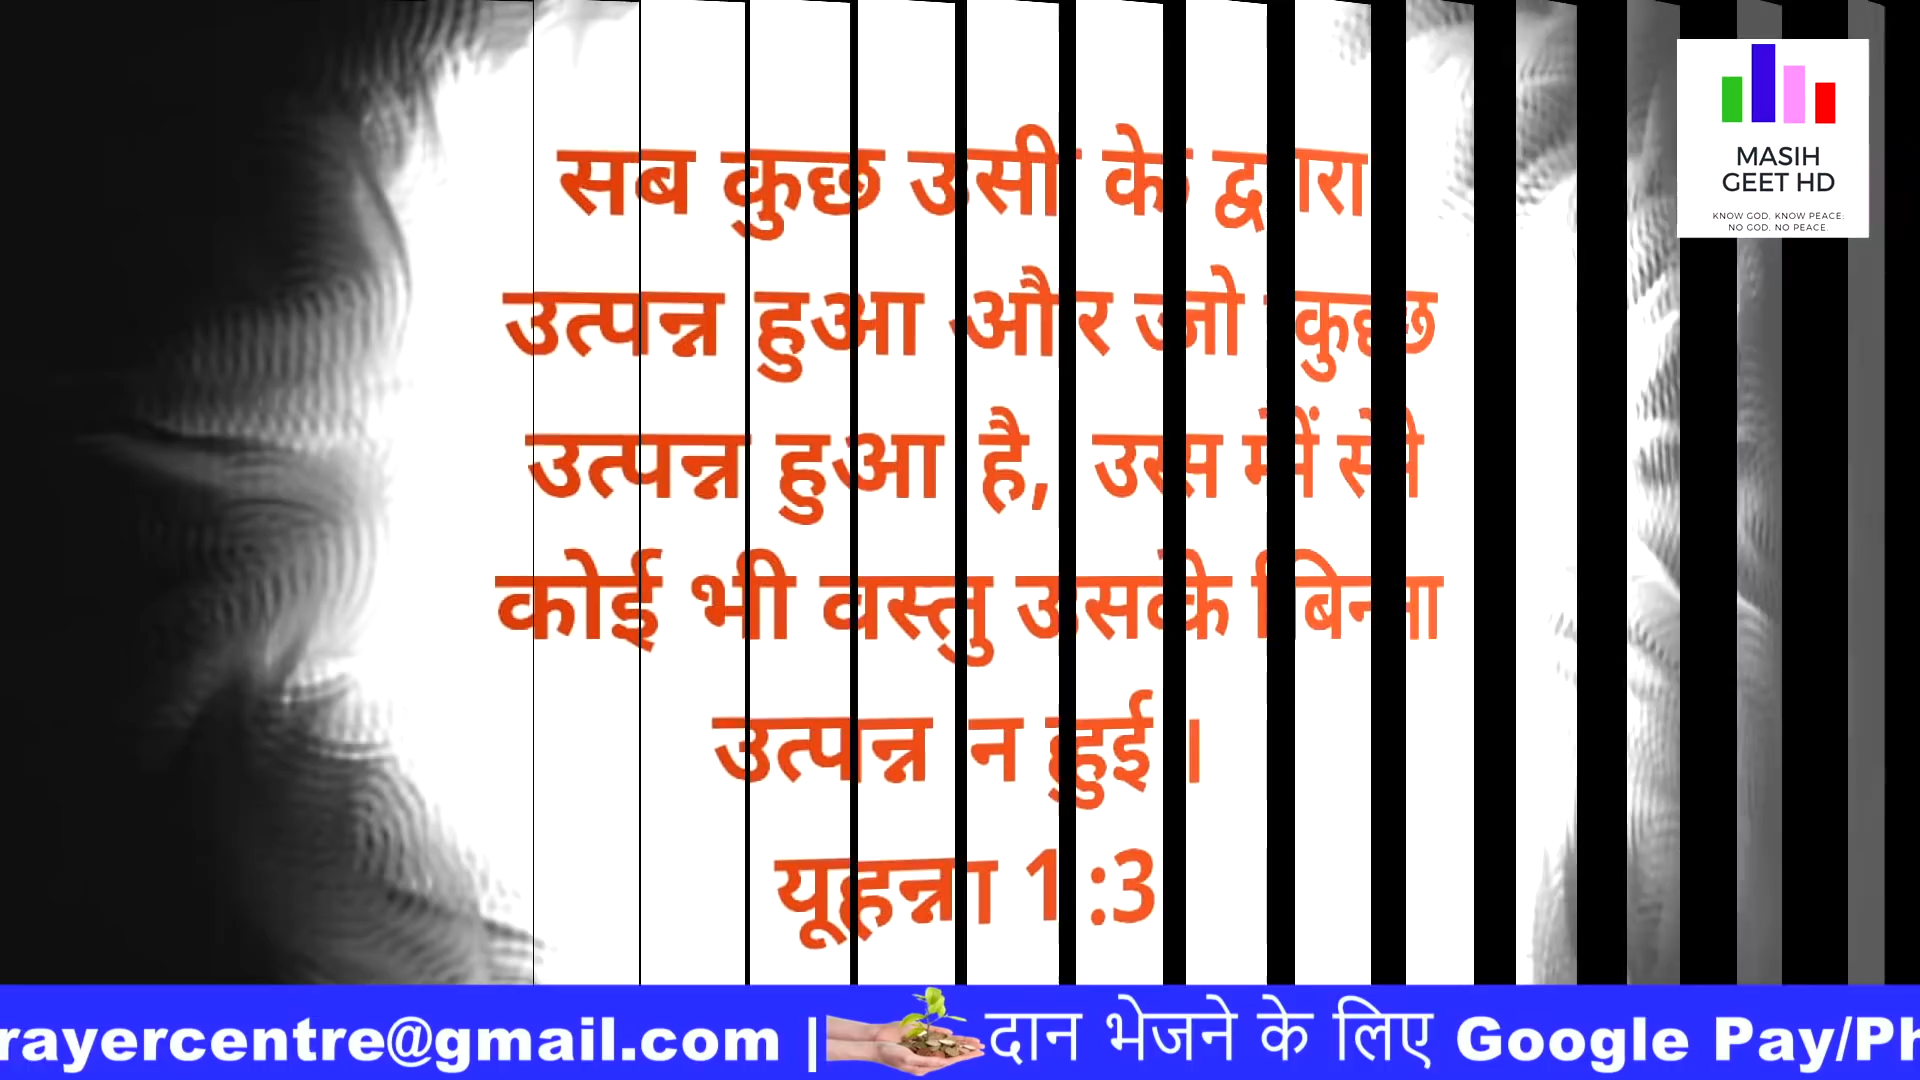 सब कुछ उसी के द्वारा
उत्पन्न हुआ और जो कुछ
उत्पन्न हुआ है, उस में से
कोई भी वस्तु उसके बिना
उत्पन्न न हुई ।
यूहन्ना 1:3
MASIH
GEET HD
KNOW GOD, KNOW PEACE;
NO GOD, NO PEACE.
rayercentre@gmail.com | दान भेजने के लिए Google Pay/Ph